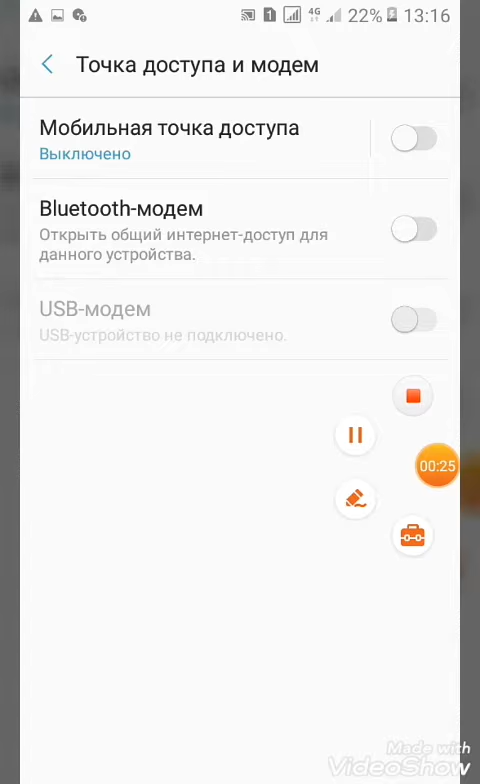 4G 22% 13:16
Точка доступа и модем
Мобильная точка доступа
Выключено
Bluetooth-модем
Открыть общий интернет-доступ для
данного устройства.
USB-модем
USB-устройство не подключено.
00:25
Made with
VideoShow